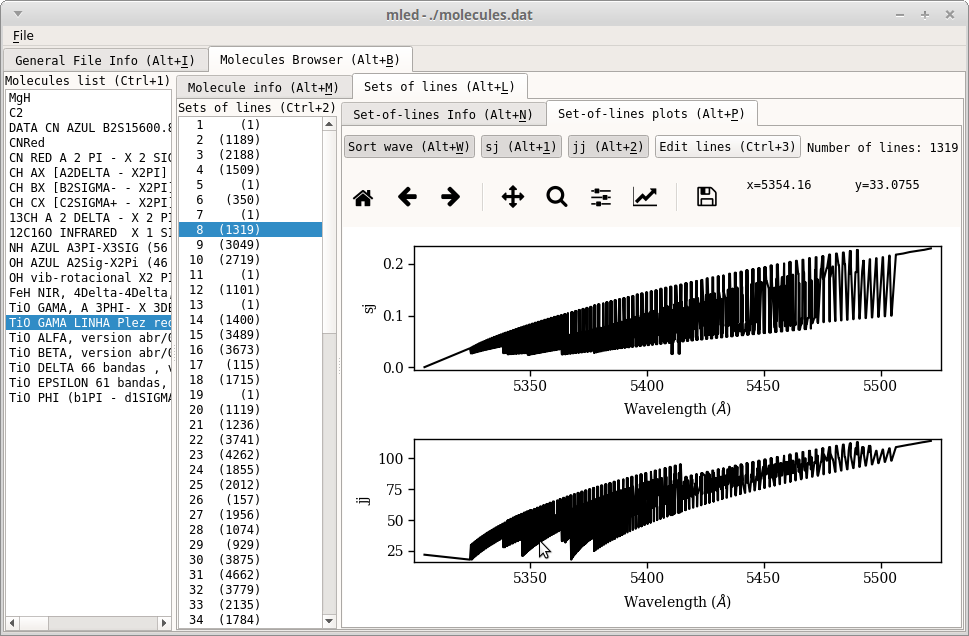 mled - ./molecules.dat
File
General File Info (Alt+I)
Molecules Browser (Alt+B)
Molecules list (Ctrl+1)
MgH
C2
DATA CN AZUL B2S15600.8
CNRed
CN RED A 2 PI - X 2 SIG
CH AX [A2DELTA - X2PI]
CH BX [B2SIGMA- - X2PI]
CH CX [C2SIGMA+ - X2PI]
13CH A 2 DELTA - X 2 PI
12C16O INFRARED  X 1 SI
NH AZUL A3PI-X3SIG (56
OH AZUL A2Sig-X2Pi (46
OH vib-rotacional X2 PI
FeH NIR, 4Delta-4Delta,
TiO GAMA, A 3PHI- X 3DE
TiO GAMA LINHA Plez red
TiO ALFA, version abr/0
TiO BETA, version abr/0
TiO DELTA 66 bandas , v
TiO EPSILON 61 bandas,
TiO PHI (b1PI - d1SIGMA
Molecule info (Alt+M)
Sets of lines (Alt+L)
Sets of lines (Ctrl+2)
1 (1)
2 (1189)
3 (2188)
4 (1509)
5 (1)
6 (350)
7 (1)
8 (1319)
9 (3049)
10 (2719)
11 (1)
12 (1101)
13 (1)
14 (1400)
15 (3489)
16 (3673)
17 (115)
18 (1715)
19 (1)
20 (1119)
21 (1236)
22 (3741)
23 (4262)
24 (1855)
25 (2012)
26 (157)
27 (1956)
28 (1074)
29 (929)
30 (3875)
31 (4662)
32 (3779)
33 (2135)
34 (1784)
Set-of-lines Info (Alt+N)
Set-of-lines plots (Alt+P)
Sort wave (Alt+W)
sj (Alt+1)
jj (Alt+2)
Edit lines (Ctrl+3)
Number of lines: 1319
x=5354.16 y=33.0755
sj
0.2
0.1
0.0
5350 5400 5450 5500
Wavelength (Å)
jj
100
75
50
25
5350 5400 5450 5500
Wavelength (Å)